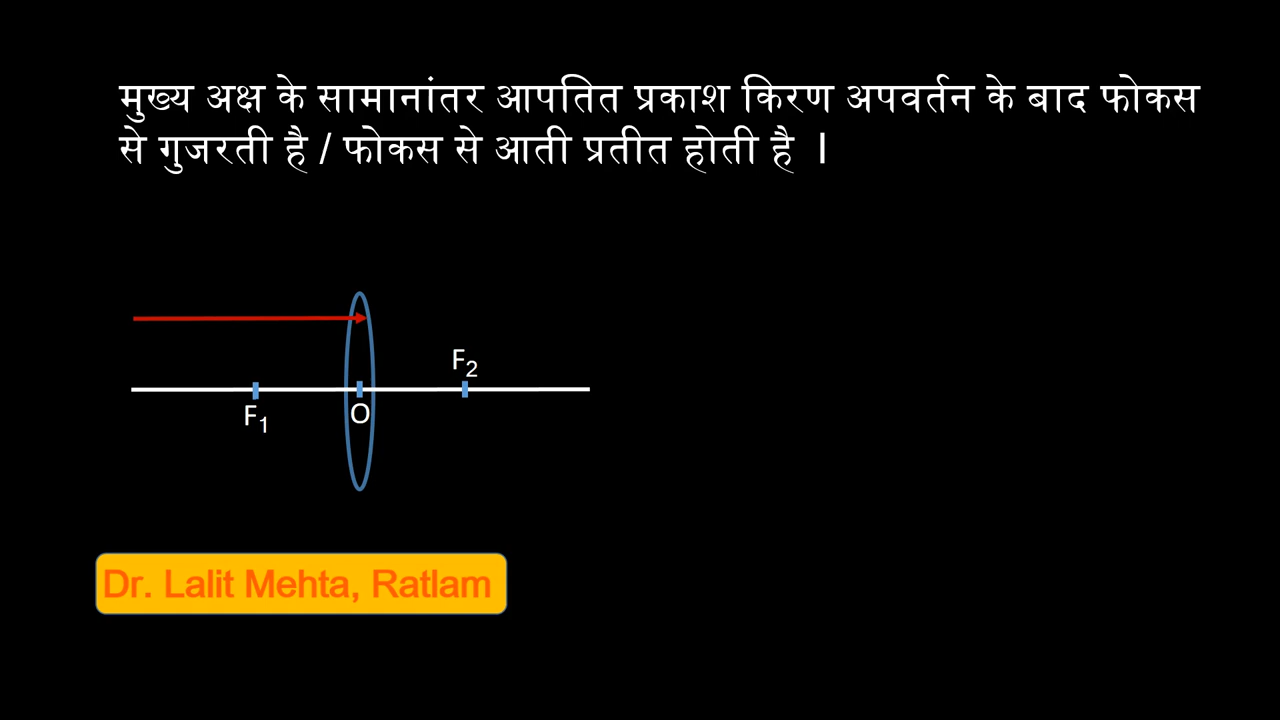 मुख्य अक्ष के सामानांतर आपतित प्रकाश किरण अपवर्तन के बाद फोकस
से गुजरती है / फोकस से आती प्रतीत होती है ।
F2
F1
O
Dr. Lalit Mehta, Ratlam